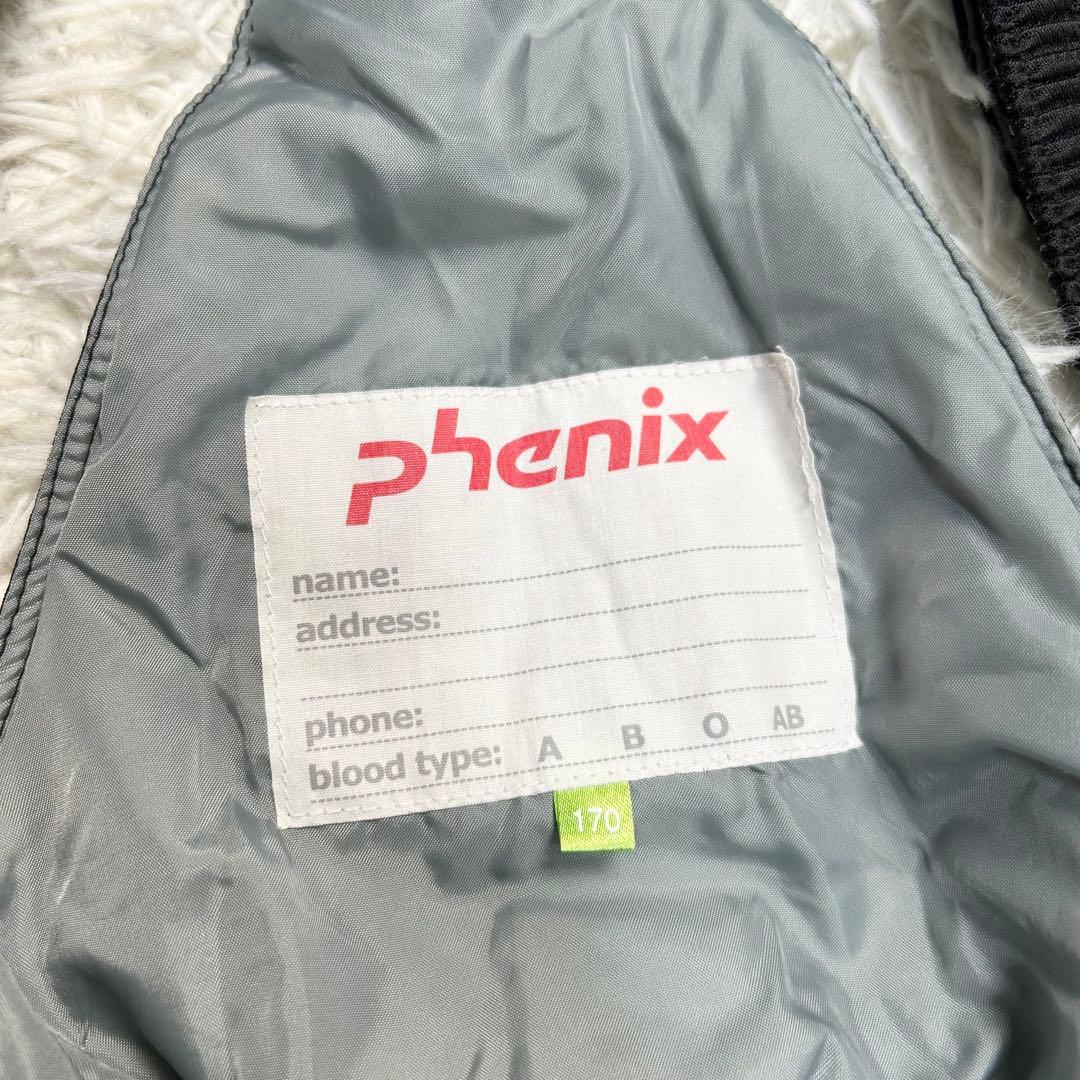 phenix
name:
address:
phone:
blood type: A B O AB
170